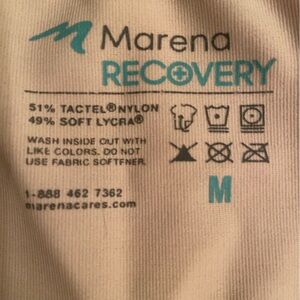 Marena
RECOVERY
51% TACTEL® NYLON
49% SOFT LYCRA®
WASH INSIDE OUT WITH
LIKE COLORS. DO NOT
USE FABRIC SOFTNER.
M
1-888 462 7362
marenacares.com